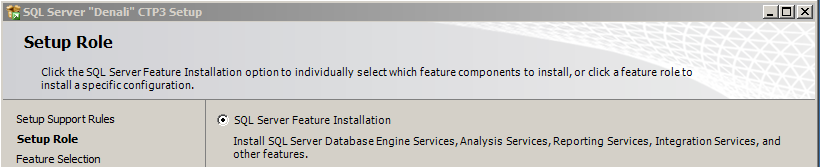 SQL Server "Denali" CTP3 Setup
Setup Role
Click the SQL Server Feature Installation option to individually select which feature components to install, or click a feature role to
install a specific configuration.
Setup Support Rules
Setup Role
Feature Selection
SQL Server Feature Installation
Install SQL Server Database Engine Services, Analysis Services, Reporting Services, Integration Services, and
other features.